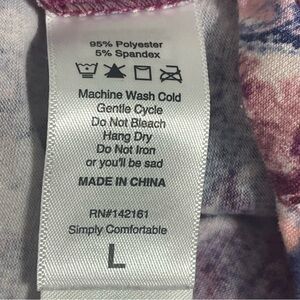 95% Polyester
5% Spandex
Machine Wash Cold
Gentle Cycle
Do Not Bleach
Hang Dry
Do Not Iron
or you'll be sad
MADE IN CHINA
RN#142161
Simply Comfortable
L